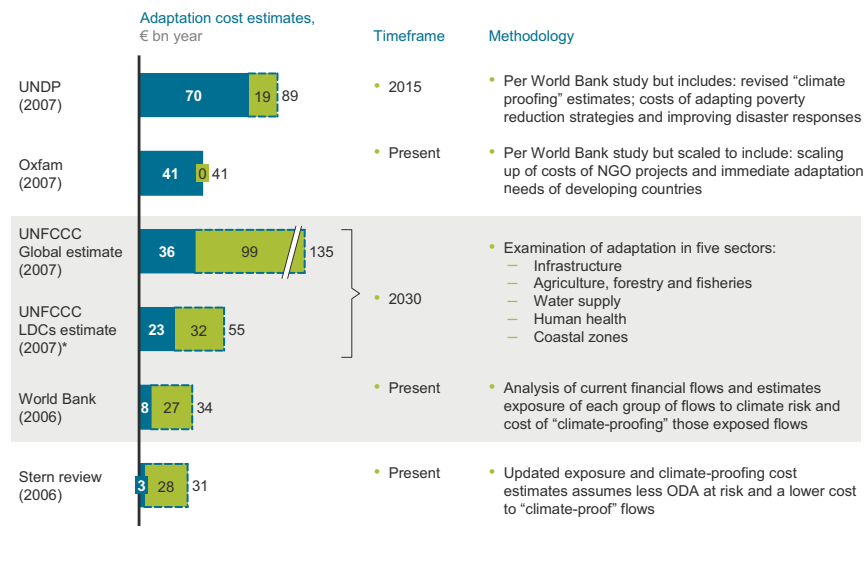 Adaptation cost estimates,
€ bn year
Timeframe
Methodology
UNDP
(2007)
70
19
89
• 2015
• Per World Bank study but includes: revised “climate
proofing” estimates; costs of adapting poverty
reduction strategies and improving disaster responses
Oxfam
(2007)
41
0
41
• Present
• Per World Bank study but scaled to include: scaling
up of costs of NGO projects and immediate adaptation
needs of developing countries
UNFCCC
Global estimate
(2007)
36
99
135
UNFCCC
LDCs estimate
(2007)*
23
32
55
• 2030
• Examination of adaptation in five sectors:
– Infrastructure
– Agriculture, forestry and fisheries
– Water supply
– Human health
– Coastal zones
World Bank
(2006)
8
27
34
• Present
• Analysis of current financial flows and estimates
exposure of each group of flows to climate risk and
cost of “climate-proofing” those exposed flows
Stern review
(2006)
3
28
31
• Present
• Updated exposure and climate-proofing cost
estimates assumes less ODA at risk and a lower cost
to “climate-proof” flows